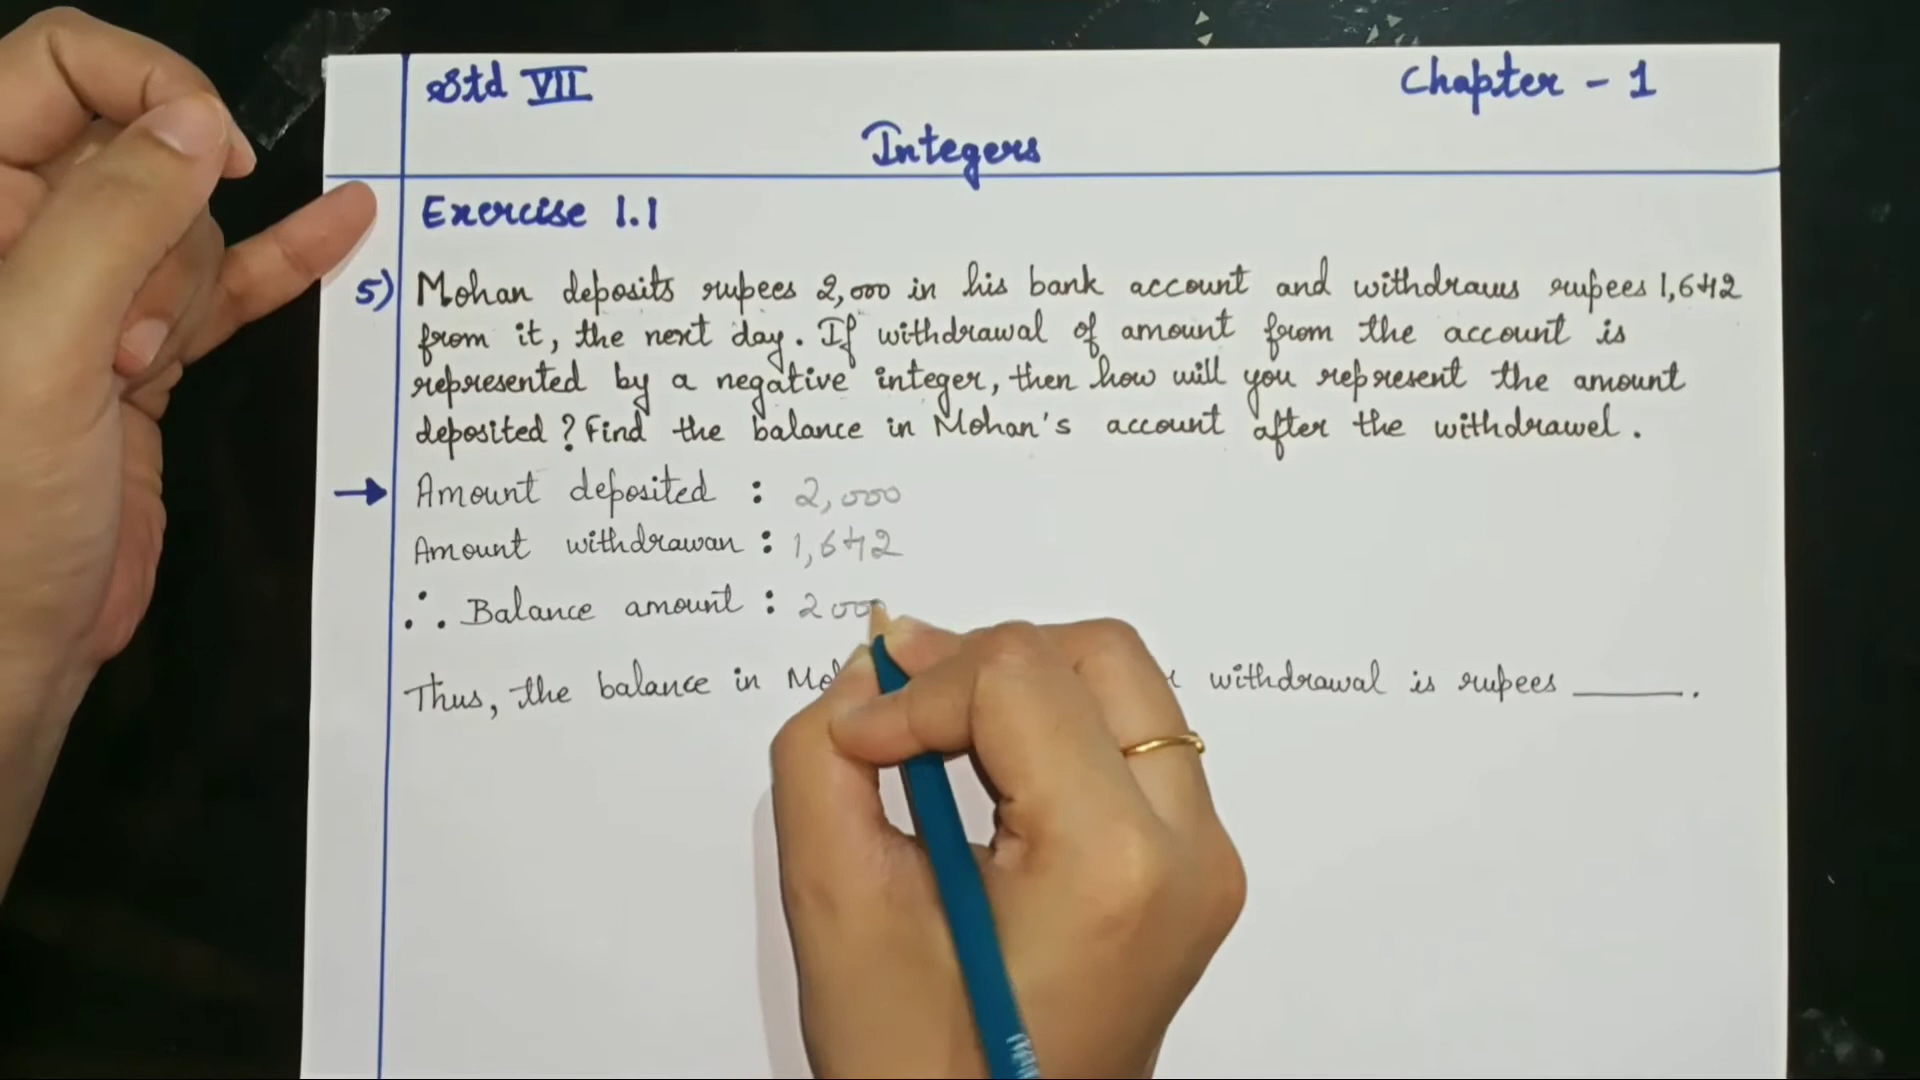 Std VII
Chapter - 1
Integers
Exercise 1.1
5) Mohan deposits rupees 2,000 in his bank account and withdraws rupees 1,642
from it, the next day. If withdrawal of amount from the account is
represented by a negative integer, then how will you represent the amount
deposited? Find the balance in Mohan's account after the withdrawel.
→ Amount deposited : 2,000
Amount withdrawan : 1,642
∴ Balance amount : 2000
Thus, the balance in withdrawal is rupees ______.